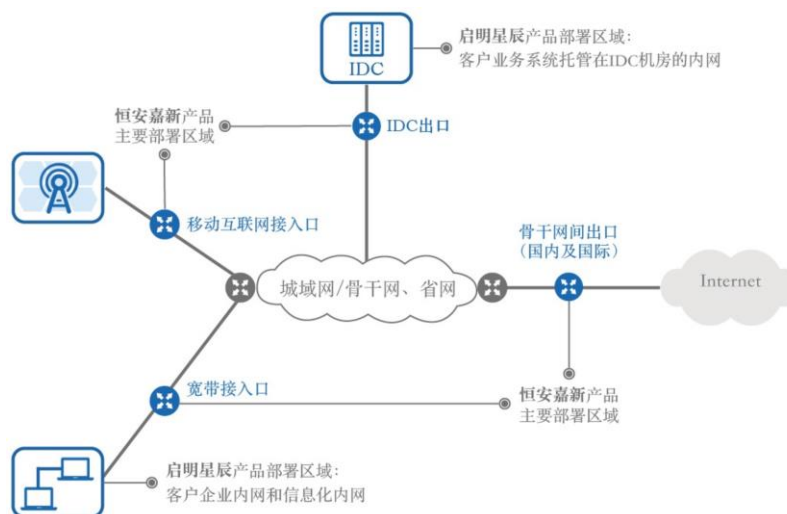 启明星辰产品部署区域：
客户业务系统托管在IDC机房的内网
IDC
恒安嘉新产品
主要部署区域
IDC出口
移动互联网接入口
骨干网间出口
（国内及国际）
城域网/骨干网、省网
Internet
宽带接入口
恒安嘉新产品
主要部署区域
启明星辰产品部署区域：
客户企业内网和信息化内网